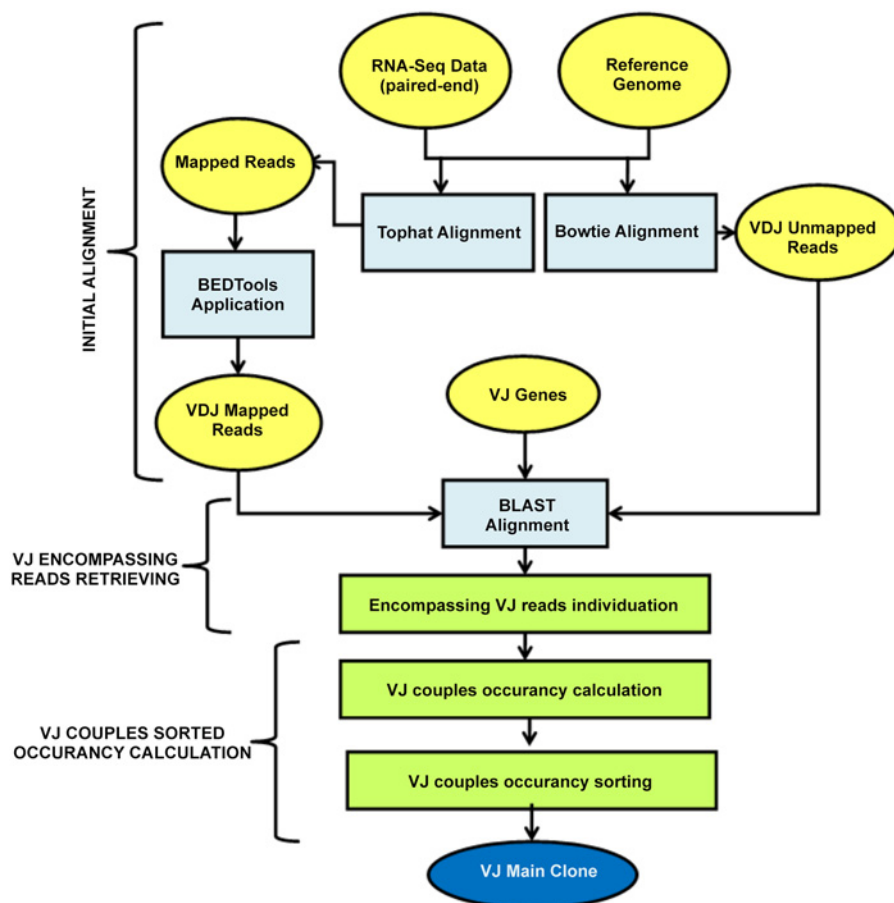 RNA-Seq Data
(paired-end)
Reference
Genome
Mapped Reads
Tophat Alignment
Bowtie Alignment
VDJ Unmapped
Reads
BEDTools
Application
INITIAL ALIGNMENT
VDJ Mapped
Reads
VJ Genes
BLAST
Alignment
VJ ENCOMPASSING
READS RETRIEVING
Encompassing VJ reads individuation
VJ couples occurancy calculation
VJ COUPLES SORTED
OCCURANCY CALCULATION
VJ couples occurancy sorting
VJ Main Clone